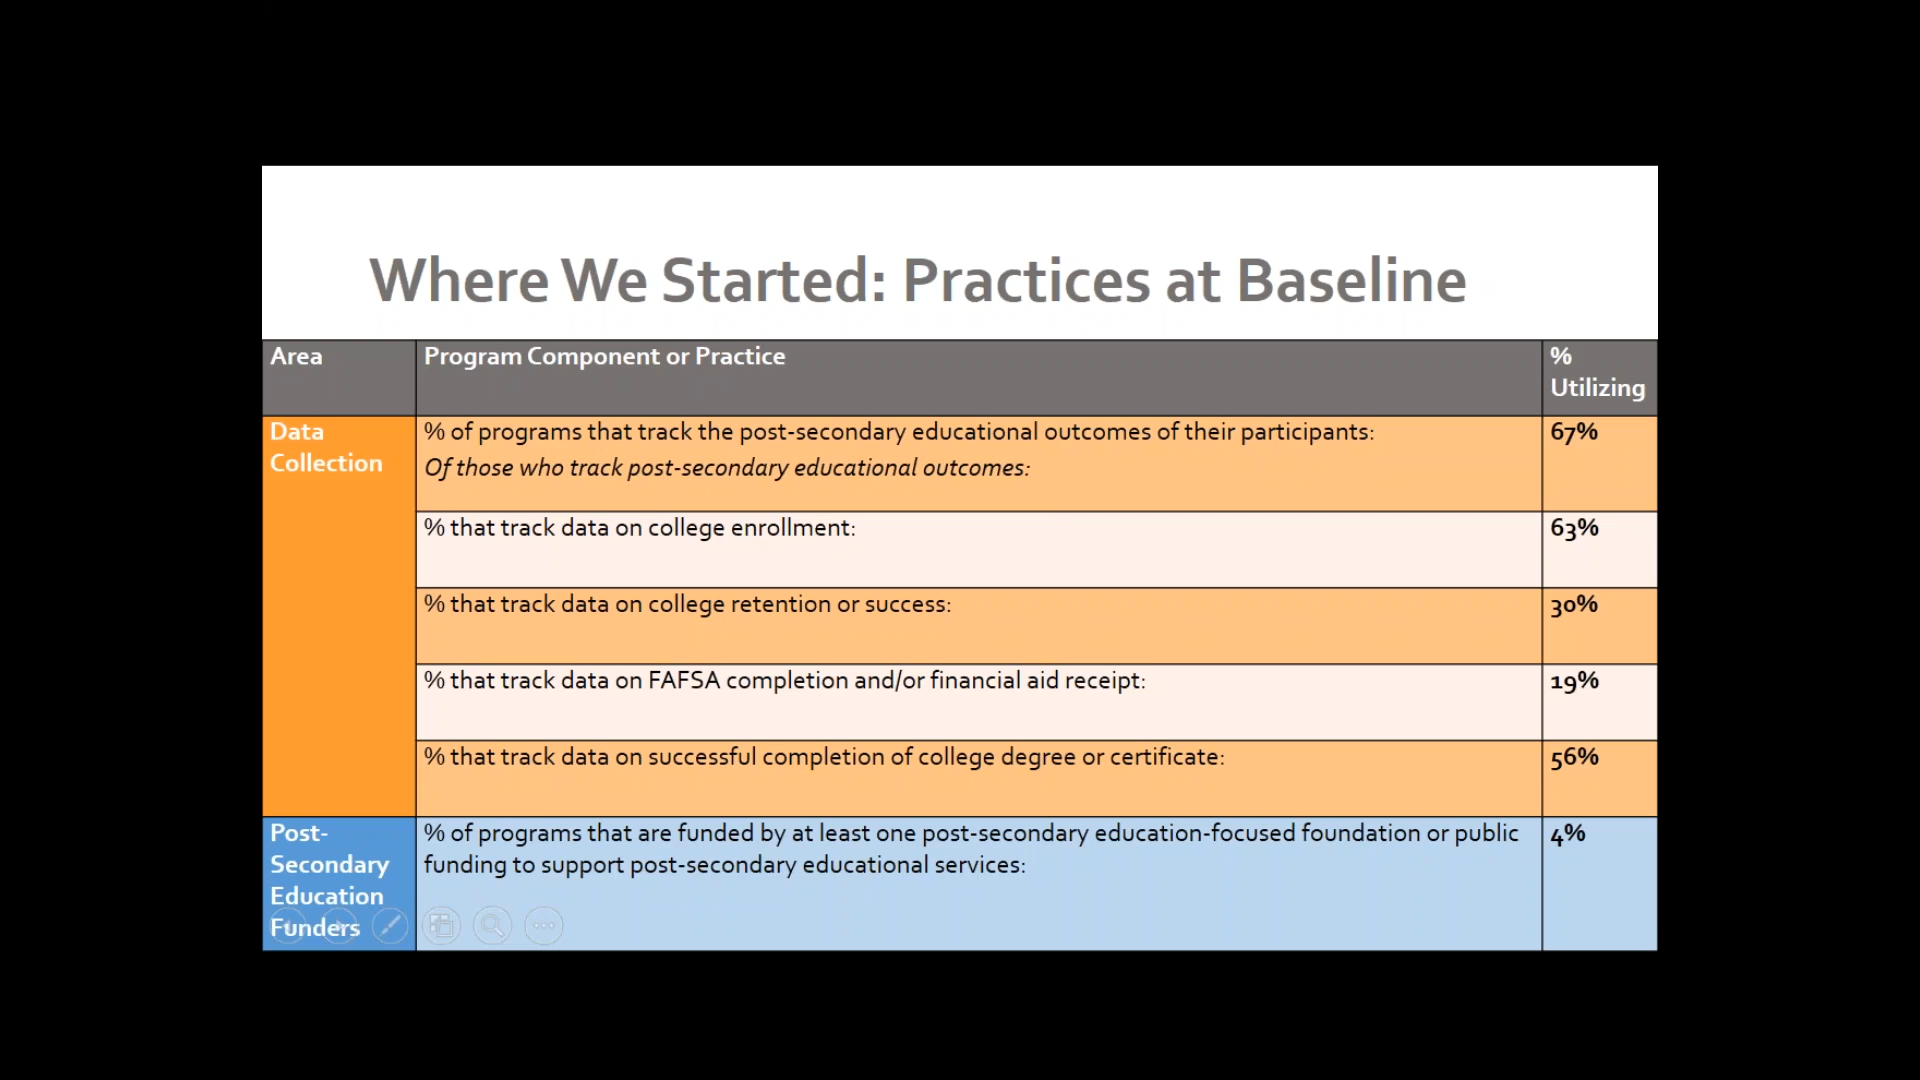 Where We Started: Practices at Baseline
Area
Program Component or Practice
%
Utilizing
Data
Collection
% of programs that track the post-secondary educational outcomes of their participants:
Of those who track post-secondary educational outcomes:
67%
% that track data on college enrollment:
63%
% that track data on college retention or success:
30%
% that track data on FAFSA completion and/or financial aid receipt:
19%
% that track data on successful completion of college degree or certificate:
56%
Post-
Secondary
Education
Funders
% of programs that are funded by at least one post-secondary education-focused foundation or public
funding to support post-secondary educational services:
4%